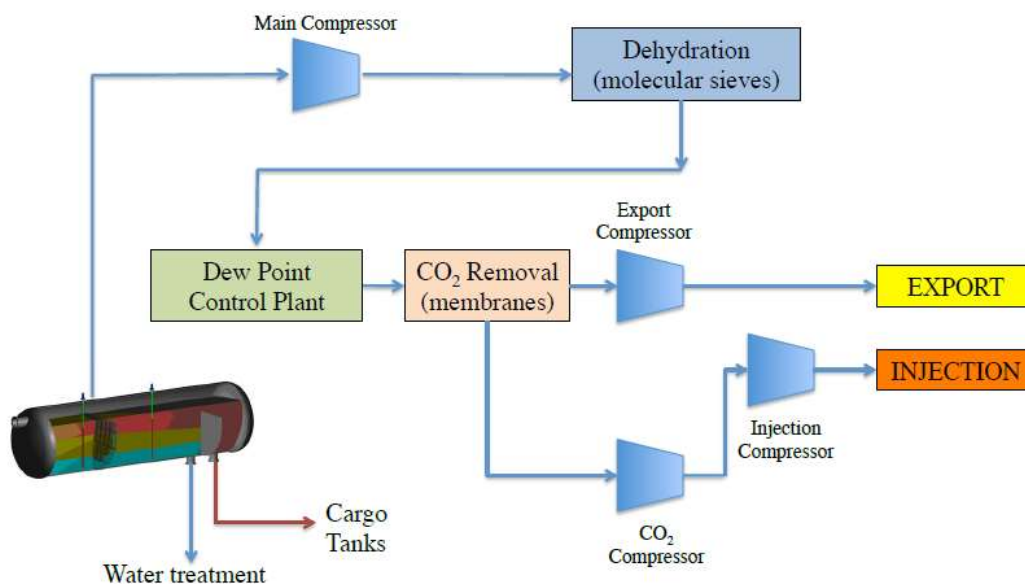 Main Compressor
Dehydration
(molecular sieves)
Export
Compressor
Dew Point
Control Plant
CO₂ Removal
(membranes)
EXPORT
INJECTION
Injection
Compressor
CO₂
Compressor
Cargo
Tanks
Water treatment